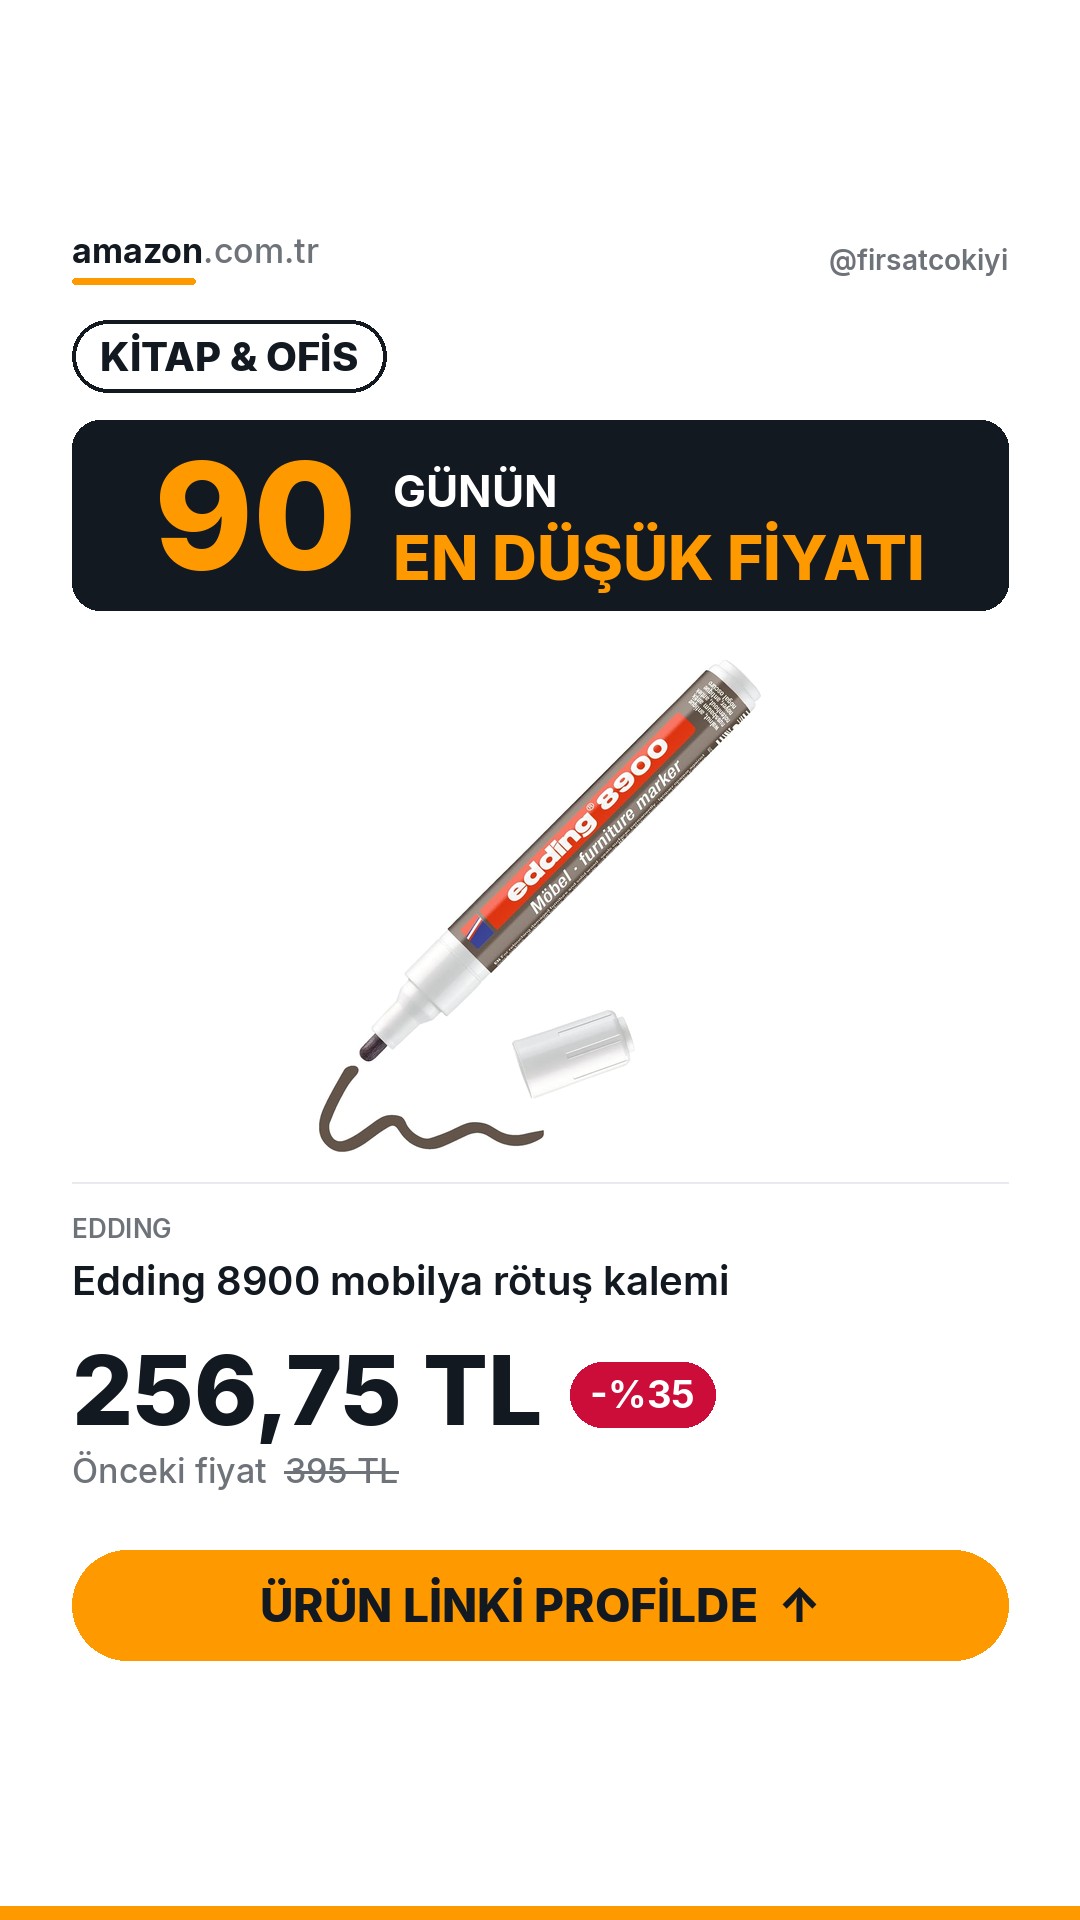 amazon.com.tr
@firsatcokiyi
KİTAP & OFİS
90
GÜNÜN
EN DÜŞÜK FİYATI
edding® 8900
Möbel · furniture marker
EDDING
Edding 8900 mobilya rötuş kalemi
256,75 TL
-%35
Önceki fiyat 395 TL
ÜRÜN LİNKİ PROFİLDE ↑